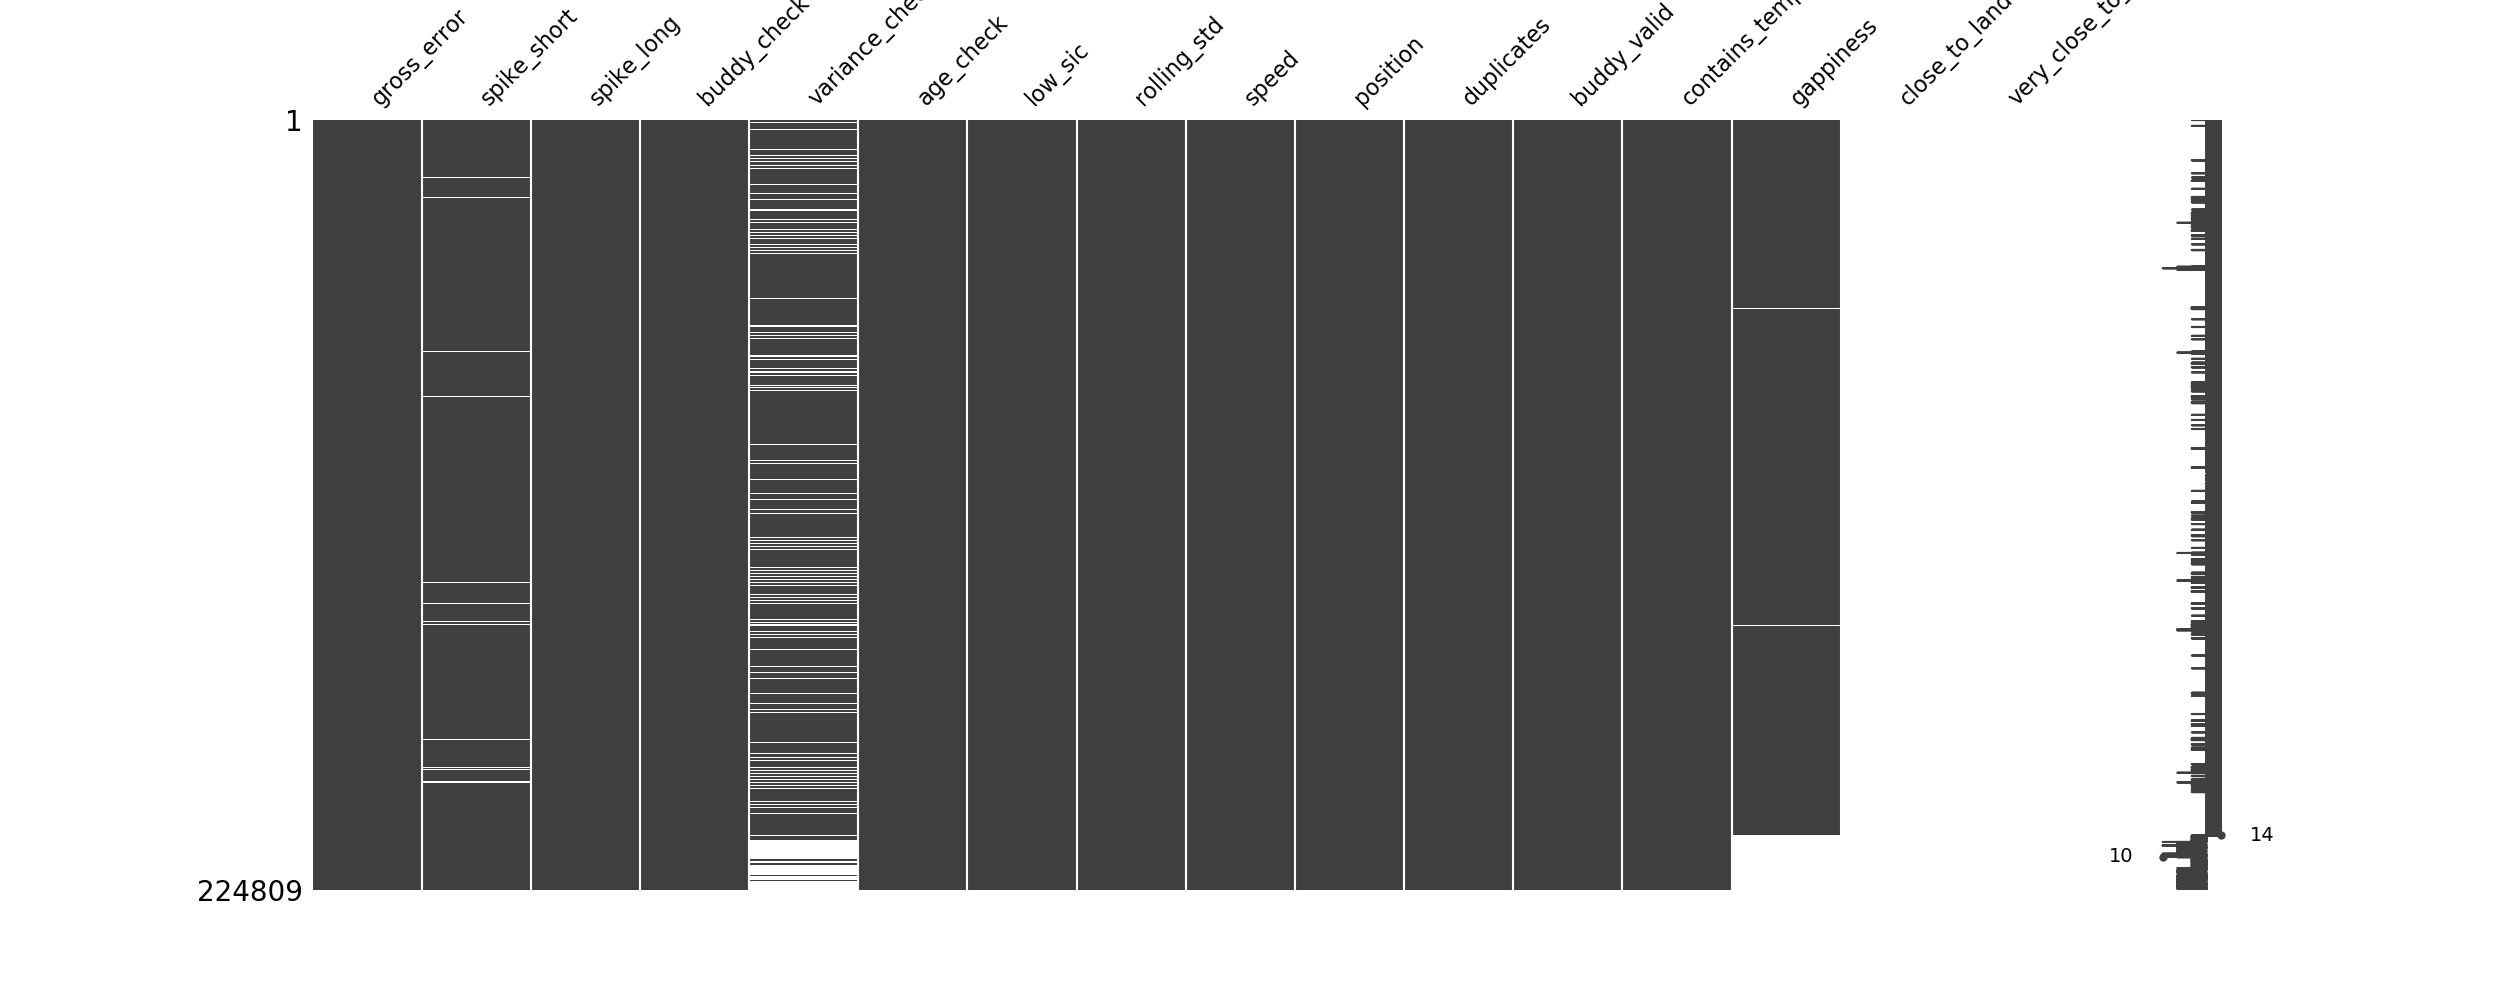 gross_error
spike_short
spike_long
buddy_check
age_check
low_sic
rolling_std
speed
position
duplicates
buddy_valid
gappiness
close_to_land
1
14
10
224809